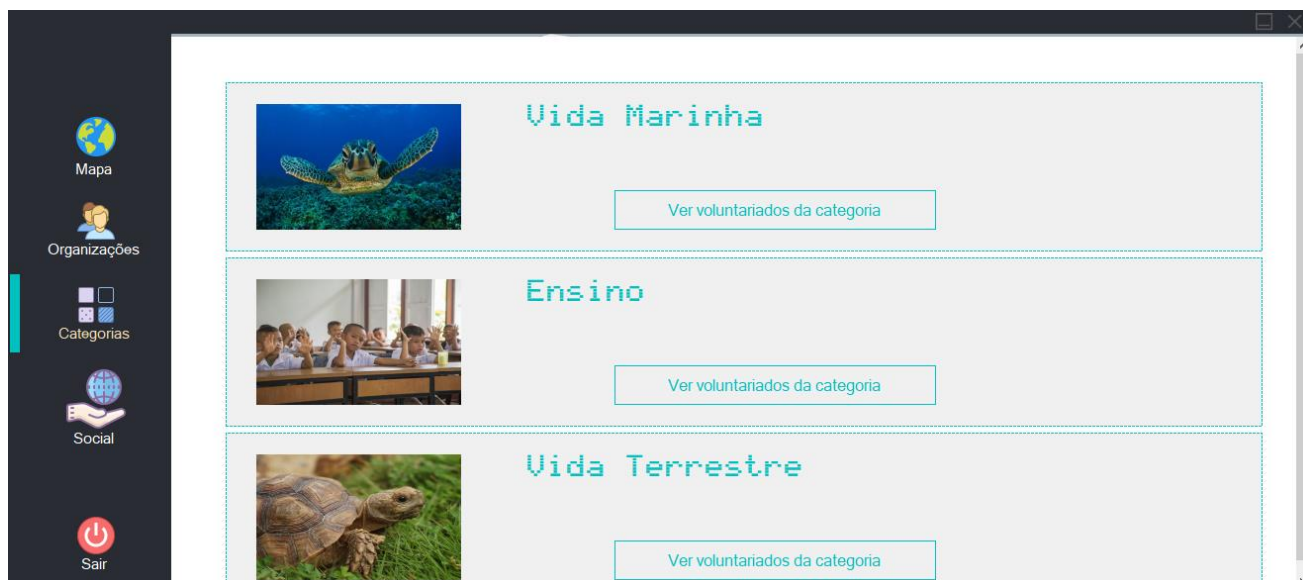 Mapa
Organizações
Categorias
Social
Sair
Vida Marinha
Ver voluntariados da categoria
Ensino
Ver voluntariados da categoria
Vida Terrestre
Ver voluntariados da categoria